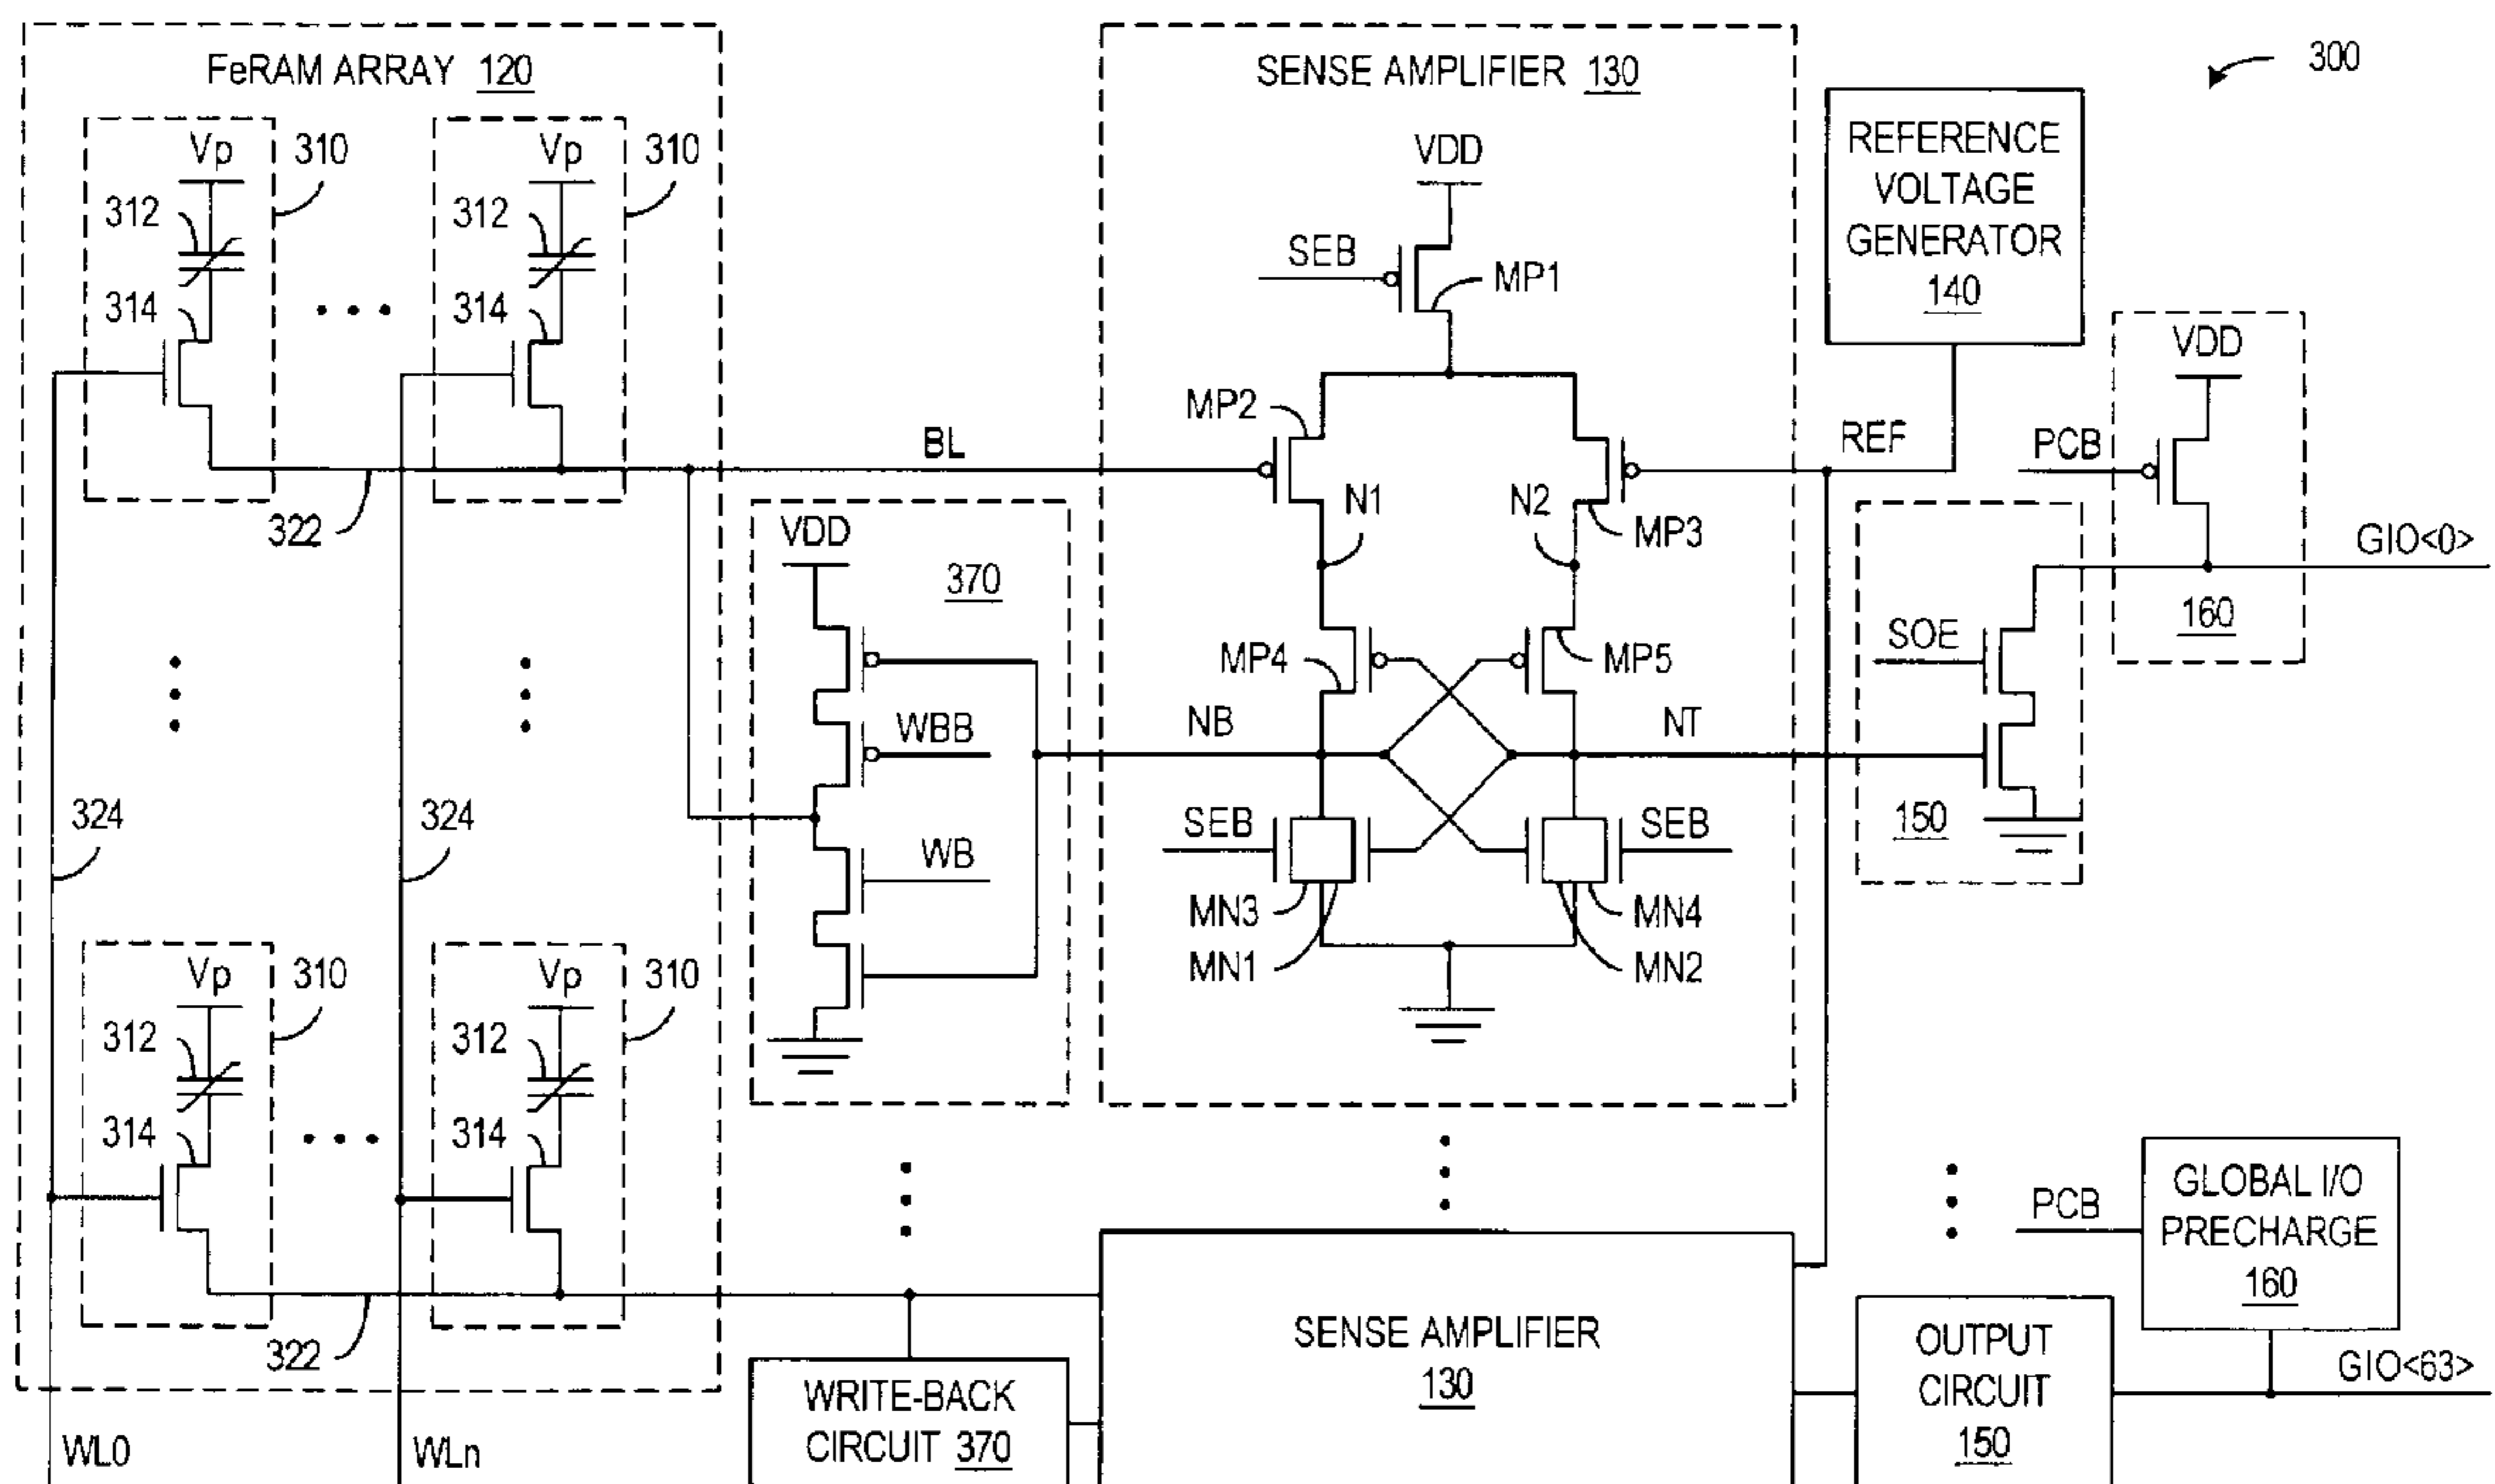 FeRAM ARRAY 120
Vp
310
312
314
Vp
310
312
314
BL
322
324
324
Vp
310
312
314
Vp
310
312
314
322
WL0
WLn
VDD
370
WBB
WB
WRITE-BACK
CIRCUIT 370
SENSE AMPLIFIER 130
VDD
SEB
MP1
MP2
N1
N2
MP3
MP4
MP5
NB
NT
SEB
SEB
MN3
MN4
MN1
MN2
SENSE AMPLIFIER
130
300
REFERENCE
VOLTAGE
GENERATOR
140
REF
PCB
VDD
GIO<0>
160
SOE
150
PCB
GLOBAL I/O
PRECHARGE
160
OUTPUT
CIRCUIT
150
GIO<63>